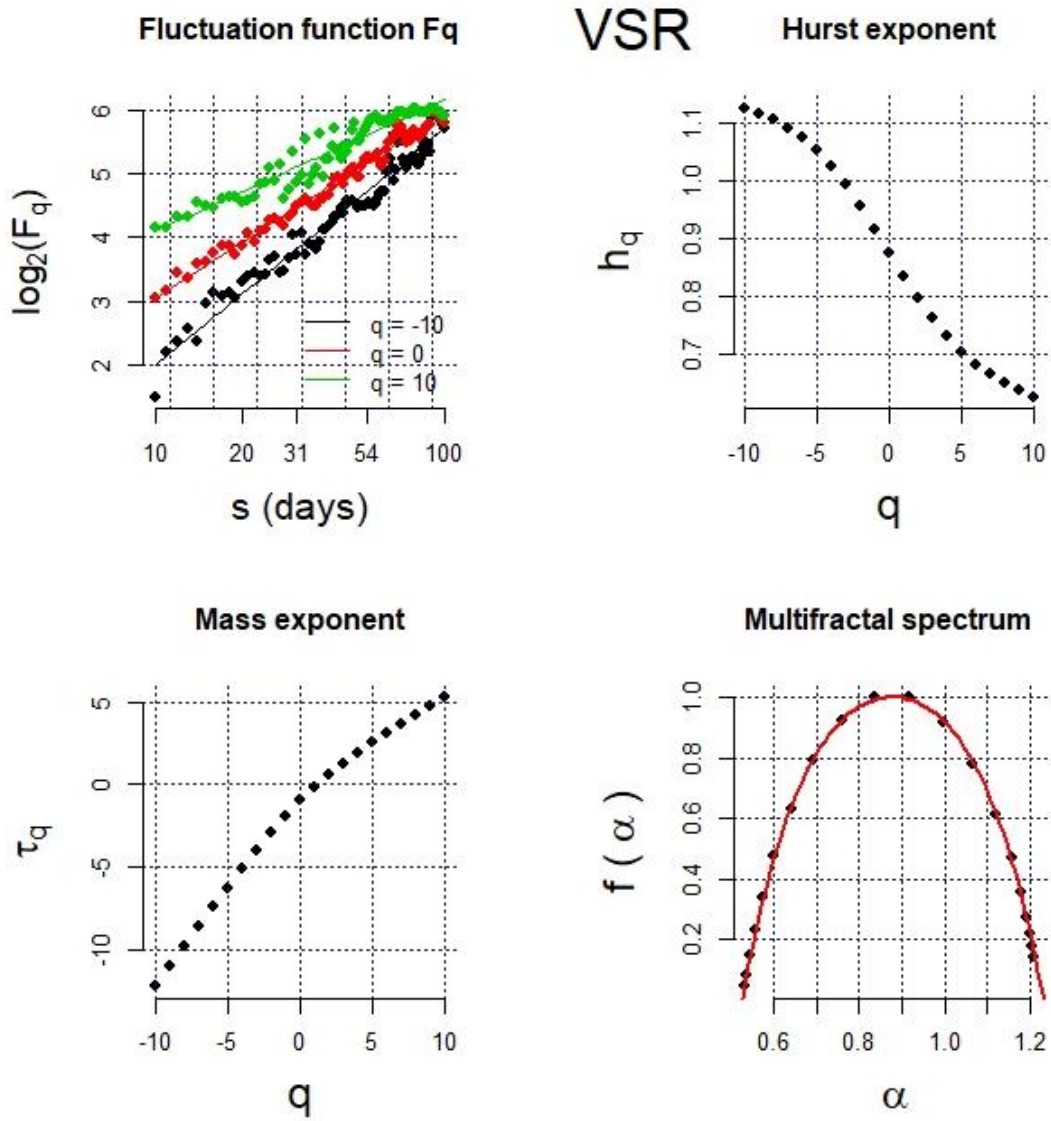 VSR
Fluctuation function Fq
log₂(F_q)
6
5
4
3
2
q = -10
q = 0
q = 10
10 20 31 54 100
s (days)
Hurst exponent
h_q
1.1
1.0
0.9
0.8
0.7
-10 -5 0 5 10
q
Mass exponent
τ_q
5
0
-5
-10
-10 -5 0 5 10
q
Multifractal spectrum
f ( α )
1.0
0.8
0.6
0.4
0.2
0.6 0.8 1.0 1.2
α